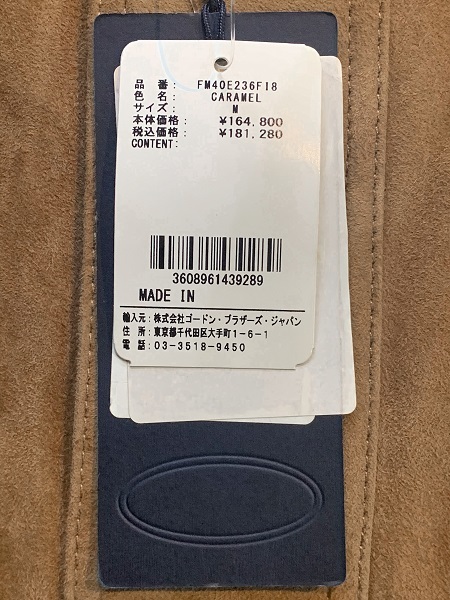 品 番: FM40E236F18
色 名: CARAMEL
サイズ: M
本体価格: ¥164,800
税込価格: ¥181,280
CONTENT:
3608961439289
MADE IN
輸入元:株式会社ゴードン・ブラザーズ・ジャパン
住 所:東京都千代田区大手町1-6-1
電 話:03-3518-9450